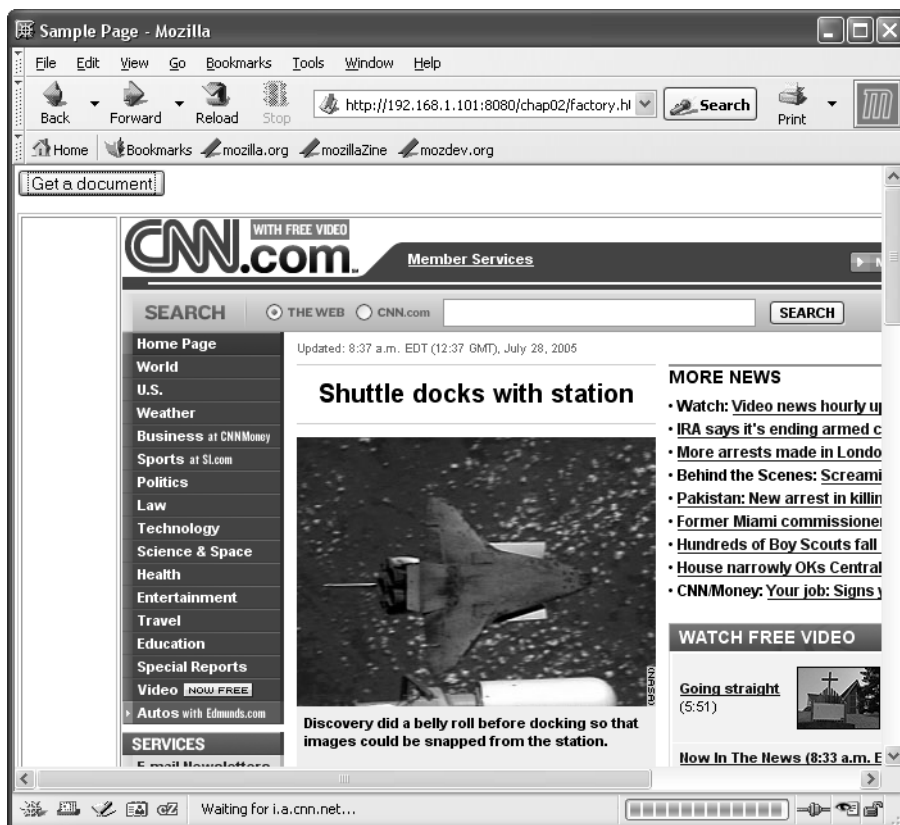 Sample Page - Mozilla
File Edit View Go Bookmarks Tools Window Help
Back Forward Reload Stop http://192.168.1.101:8080/chap02/factory.hl Search Print
Home Bookmarks mozilla.org mozillaZine mozdev.org
Get a document
CNN.com WITH FREE VIDEO
Member Services
SEARCH THE WEB CNN.com SEARCH
Home Page
World
U.S.
Weather
Business at CNNMoney
Sports at SI.com
Politics
Law
Technology
Science & Space
Health
Entertainment
Travel
Education
Special Reports
Video NOW FREE
Autos with Edmunds.com
SERVICES
E-mail Newsletters
Updated: 8:37 a.m. EDT (12:37 GMT), July 28, 2005
Shuttle docks with station
(NASA)
Discovery did a belly roll before docking so that
images could be snapped from the station.
MORE NEWS
• Watch: Video news hourly up
• IRA says it's ending armed c
• More arrests made in Londo
• Behind the Scenes: Screami
• Pakistan: New arrest in killin
• Former Miami commissioner
• Hundreds of Boy Scouts fall
• House narrowly OKs Central
• CNN/Money: Your job: Signs y
WATCH FREE VIDEO
Going straight
(5:51)
Now In The News (8:33 a.m. E
Waiting for i.a.cnn.net...